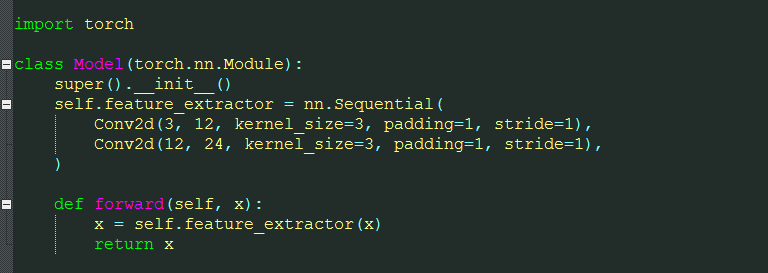 import torch
class Model(torch.nn.Module):
    super().__init__()
    self.feature_extractor = nn.Sequential(
        Conv2d(3, 12, kernel_size=3, padding=1, stride=1),
        Conv2d(12, 24, kernel_size=3, padding=1, stride=1),
    )
    def forward(self, x):
        x = self.feature_extractor(x)
        return x